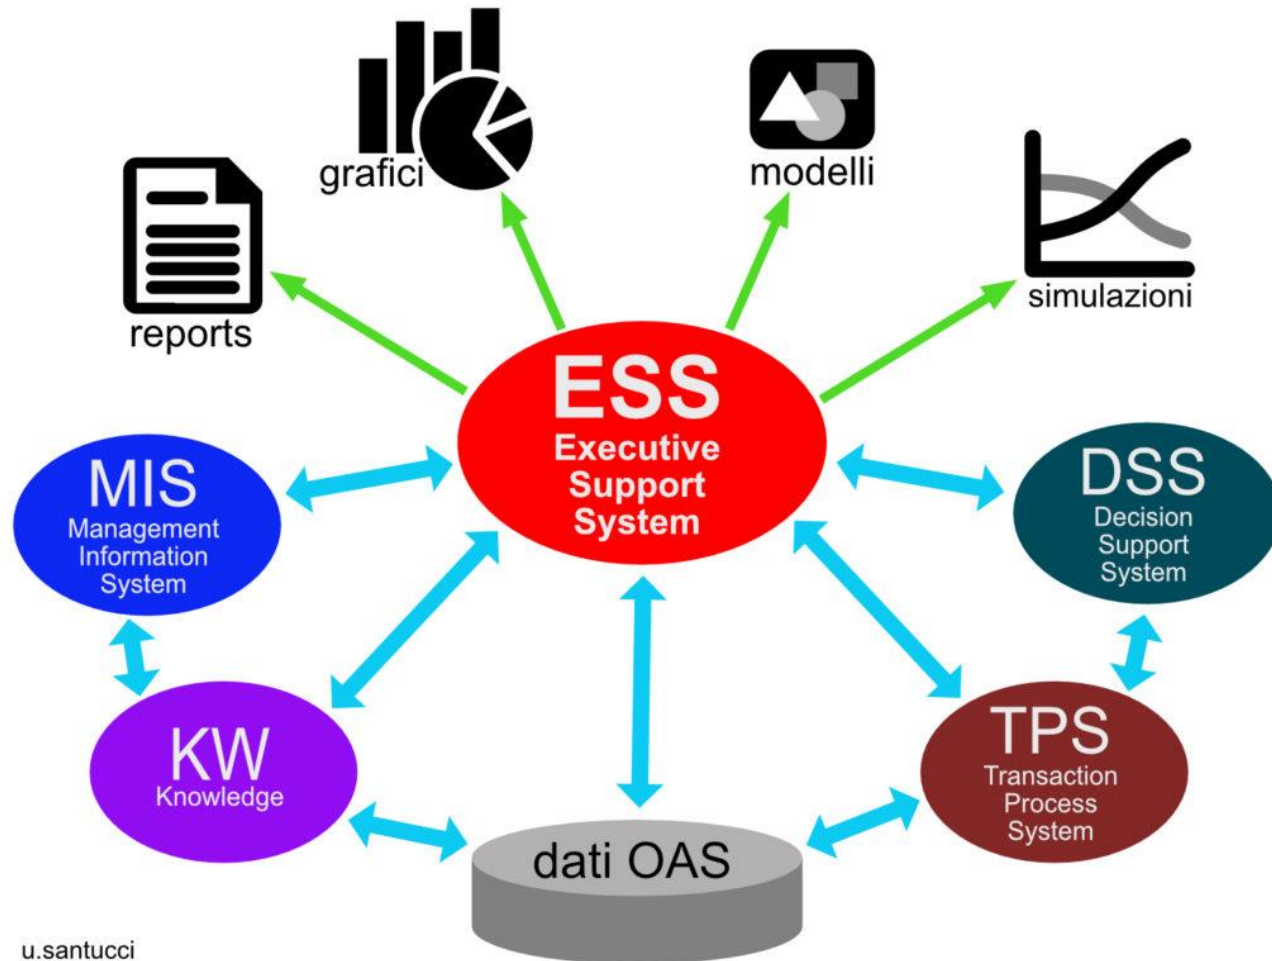 grafici
modelli
reports
simulazioni
ESS
Executive
Support
System
MIS
Management
Information
System
DSS
Decision
Support
System
KW
Knowledge
TPS
Transaction
Process
System
dati OAS
u.santucci